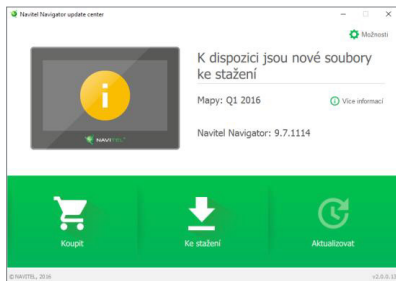 Navitel Navigator update center
Možnosti
K dispozici jsou nové soubory
ke stažení
Mapy: Q1 2016
Více informací
Navitel Navigator: 9.7.1114
NAVITEL
Koupit
Ke stažení
Aktualizovat
© NAVITEL, 2016